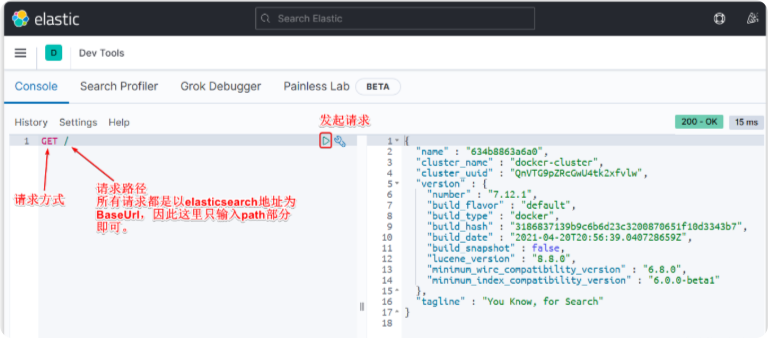 elastic
Search Elastic
D
Dev Tools
Console Search Profiler Grok Debugger Painless Lab BETA
发起请求
History Settings Help
200 - OK 15 ms
1 GET /
请求方式
请求路径
所有请求都是以elasticsearch地址为
BaseUrl，因此这里只输入path部分
即可。
1 {
2 "name" : "634b8863a6a0",
3 "cluster_name" : "docker-cluster",
4 "cluster_uuid" : "QnVTG9pZRcGwU4tk2xfvlw",
5 "version" : {
6 "number" : "7.12.1",
7 "build_flavor" : "default",
8 "build_type" : "docker",
9 "build_hash" : "3186837139b9c6b6d23c3200870651f10d3343b7",
10 "build_date" : "2021-04-20T20:56:39.040728659Z",
11 "build_snapshot" : false,
12 "lucene_version" : "8.8.0",
13 "minimum_wire_compatibility_version" : "6.8.0",
14 "minimum_index_compatibility_version" : "6.0.0-beta1"
15 },
16 "tagline" : "You Know, for Search"
17 }
18